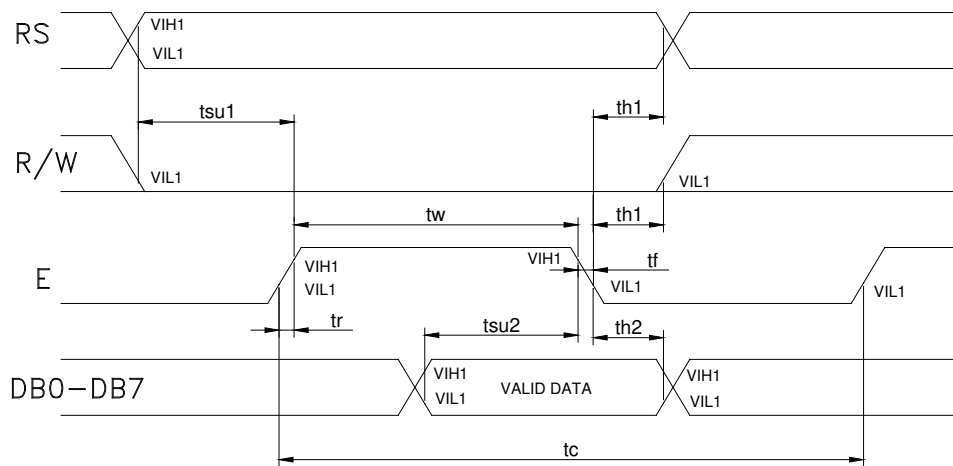 RS
VIH1
VIL1
tsu1
th1
R/W
VIL1
VIL1
tw
th1
E
VIH1
VIL1
VIH1
tf
VIL1
VIL1
tr
tsu2
th2
DB0-DB7
VIH1
VIL1
VALID DATA
VIH1
VIL1
tc